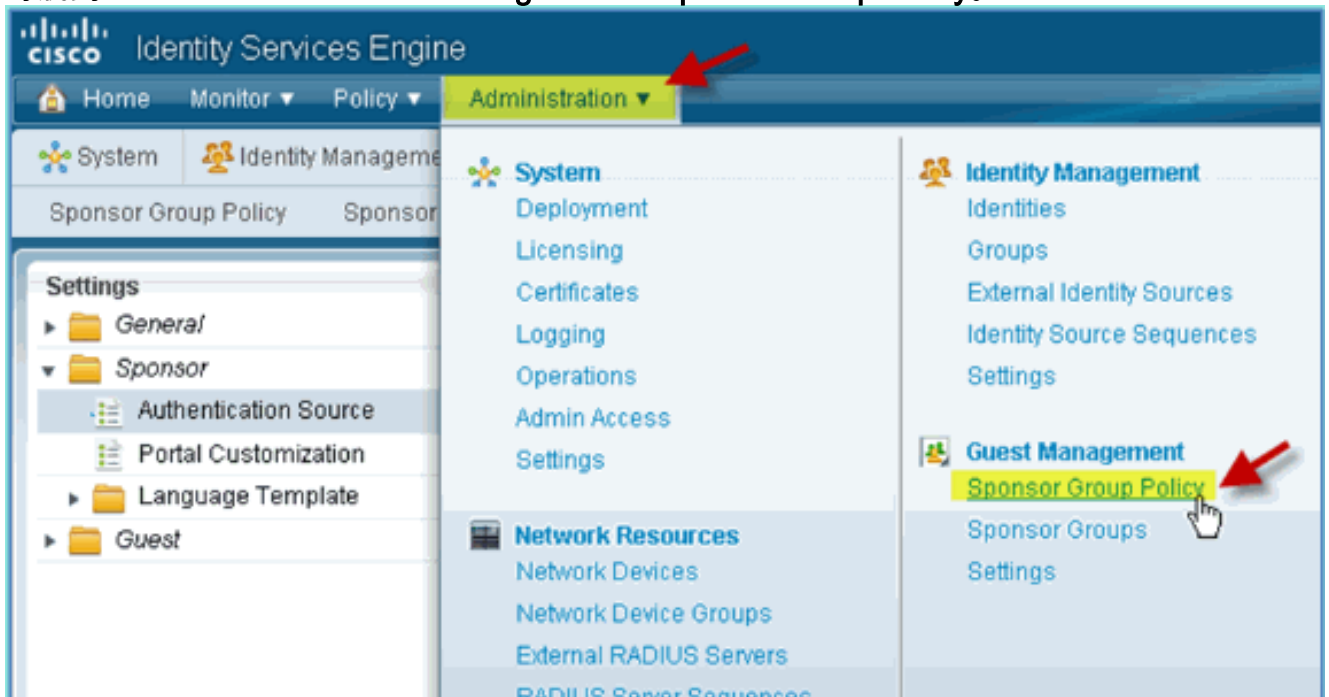 cisco Identity Services Engine
Home Monitor ▼ Policy ▼ Administration ▼
System Identity Manageme
Sponsor Group Policy Sponsor
Settings
General
Sponsor
Authentication Source
Portal Customization
Language Template
Guest
System
Deployment
Licensing
Certificates
Logging
Operations
Admin Access
Settings
Network Resources
Network Devices
Network Device Groups
External RADIUS Servers
RADIUS Server Sequences
Identity Management
Identities
Groups
External Identity Sources
Identity Source Sequences
Settings
Guest Management
Sponsor Group Policy
Sponsor Groups
Settings